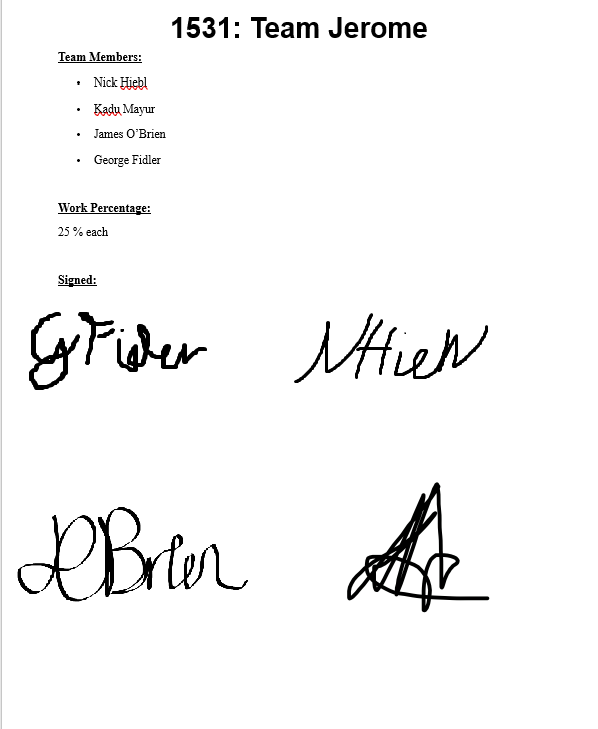 1531: Team Jerome
Team Members:
• Nick Hiebl
• Kadu Mayur
• James O’Brien
• George Fidler
Work Percentage:
25 % each
Signed:
G Fidler
N Hiebl
O'Brien